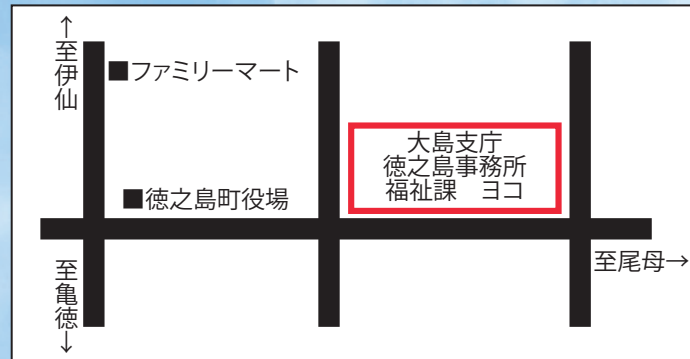 ↑至伊仙
■ファミリーマート
大島支庁
徳之島事務所
福祉課　ヨコ
■徳之島町役場
至尾母→
至亀徳↓